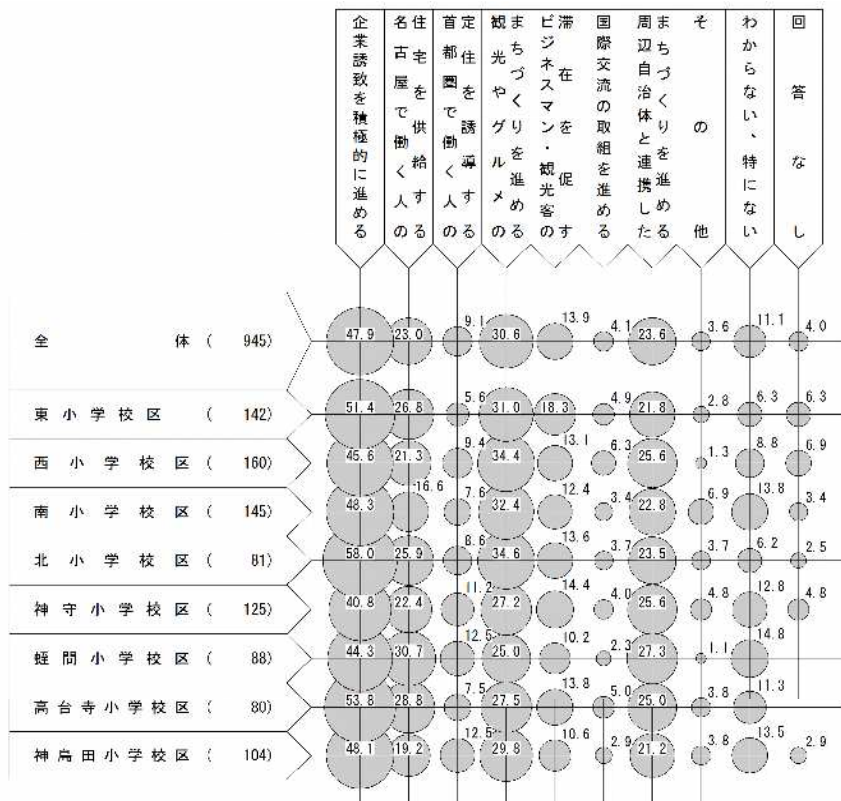 企業誘致を積極的に進める
名古屋で働く人の
住宅を供給する
首都圏で働く人の
定住を誘導する
観光やグルメの
まちづくりを進める
ビジネスマン・観光客の
滞在を促す
国際交流の取組を進める
周辺自治体と連携した
まちづくりを進める
その他
わからない、特にない
回答なし
全体 ( 945) 47.9 23.0 9.1 30.6 13.9 4.1 23.6 3.6 11.1 4.0
東小学校区 ( 142) 51.4 26.8 5.6 31.0 18.3 4.9 21.8 2.8 6.3 6.3
西小学校区 ( 160) 45.6 21.3 9.4 34.4 13.1 6.3 25.6 1.3 8.8 6.9
南小学校区 ( 145) 48.3 16.6 7.6 32.4 12.4 3.4 22.8 6.9 13.8 3.4
北小学校区 ( 81) 58.0 25.9 8.6 34.6 13.6 3.7 23.5 3.7 6.2 2.5
神守小学校区 ( 125) 40.8 22.4 11.2 27.2 14.4 4.0 25.6 4.8 12.8 4.8
蛭間小学校区 ( 88) 44.3 30.7 12.5 25.0 10.2 2.3 27.3 1.1 14.8
高台寺小学校区 ( 80) 53.8 28.8 7.5 27.5 13.8 5.0 25.0 3.8 11.3
神島田小学校区 ( 104) 48.1 19.2 12.5 29.8 10.6 2.9 21.2 3.8 13.5 2.9